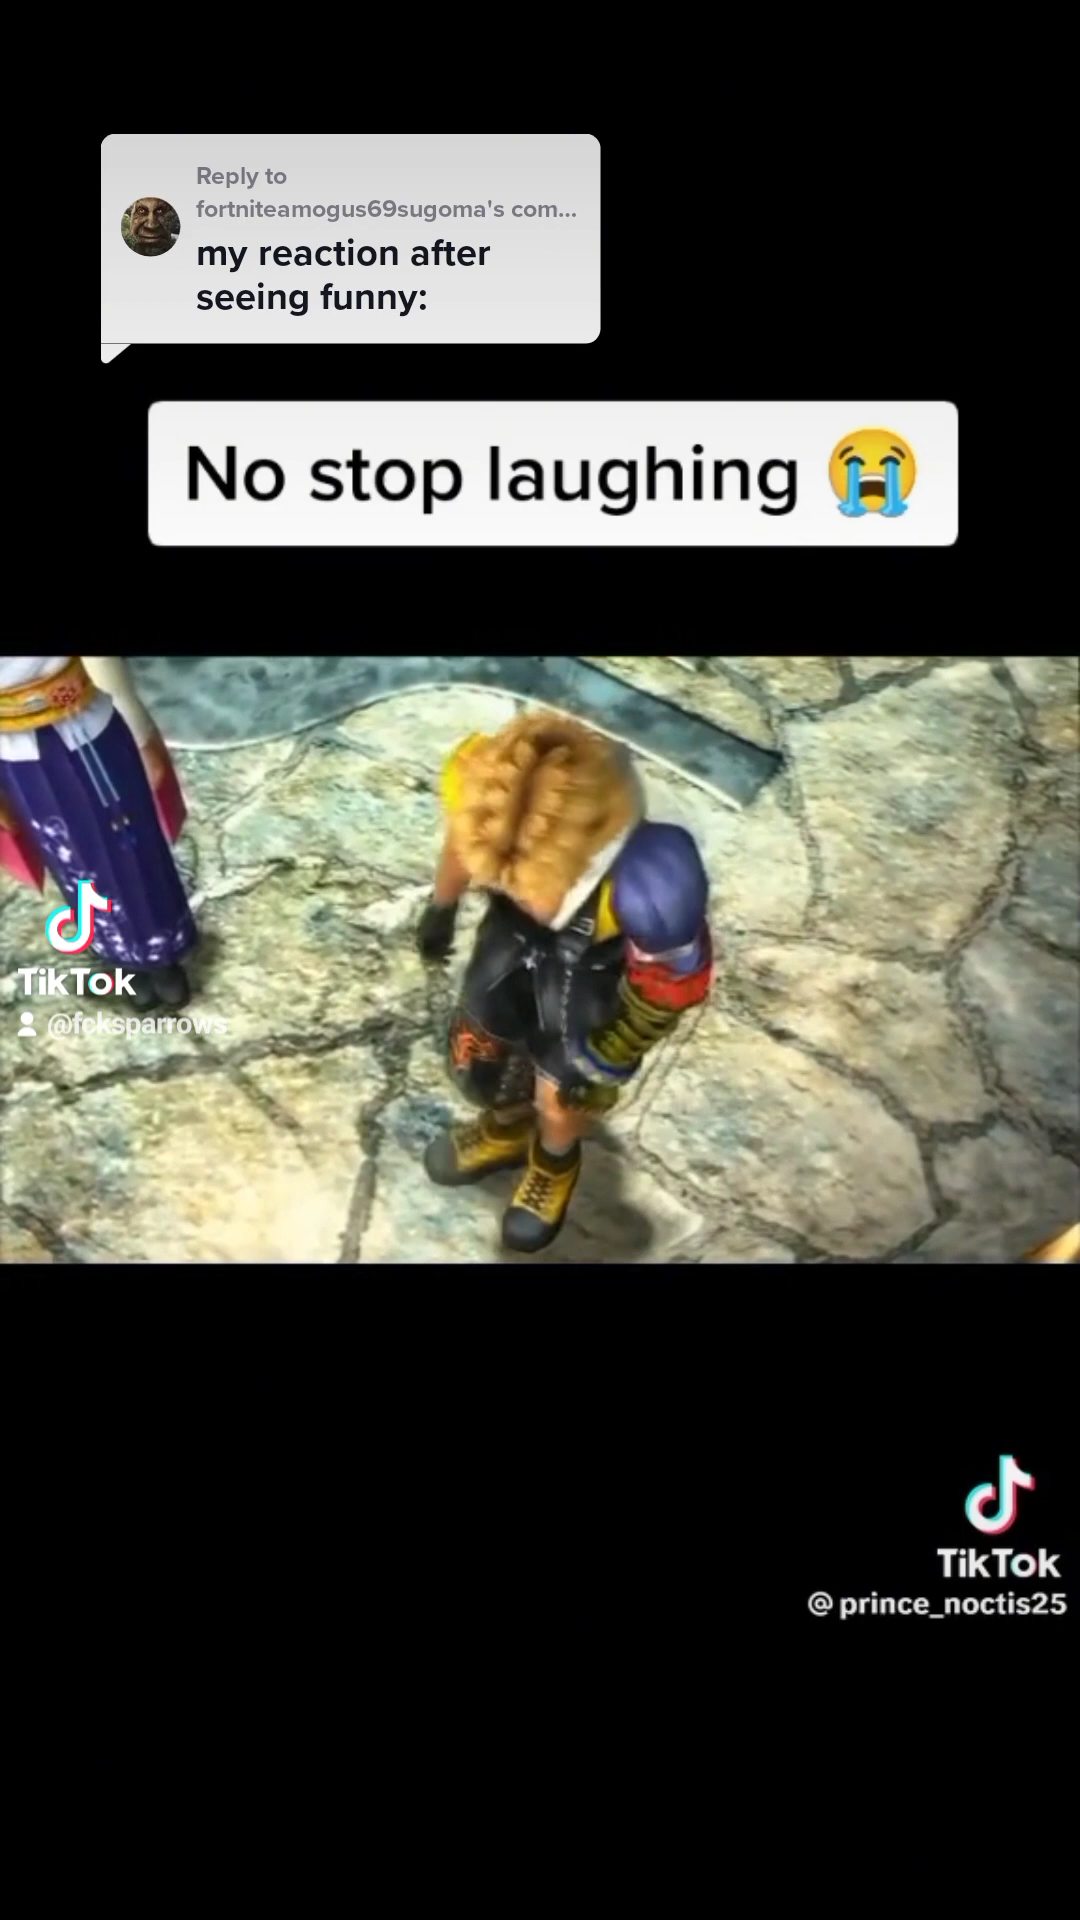 Reply to
fortniteamogus69sugoma's com...
my reaction after
seeing funny:
No stop laughing 😭
TikTok
@fcksparrows
TikTok
@prince_noctis25